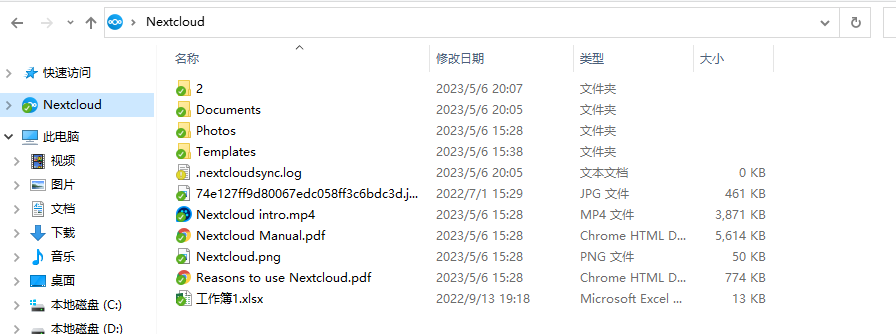 Nextcloud
名称 修改日期 类型 大小
快速访问
Nextcloud
此电脑
视频
图片
文档
下载
音乐
桌面
本地磁盘 (C:)
本地磁盘 (D:)
2 2023/5/6 20:07 文件夹
Documents 2023/5/6 20:05 文件夹
Photos 2023/5/6 15:28 文件夹
Templates 2023/5/6 15:38 文件夹
.nextcloudsync.log 2023/5/6 20:05 文本文档 0 KB
74e127ff9d80067edc058ff3c6bdc3d.j... 2022/7/1 15:29 JPG 文件 461 KB
Nextcloud intro.mp4 2023/5/6 15:28 MP4 文件 3,871 KB
Nextcloud Manual.pdf 2023/5/6 15:28 Chrome HTML D... 5,614 KB
Nextcloud.png 2023/5/6 15:28 PNG 文件 50 KB
Reasons to use Nextcloud.pdf 2023/5/6 15:28 Chrome HTML D... 774 KB
工作簿1.xlsx 2022/9/13 19:18 Microsoft Excel ... 13 KB